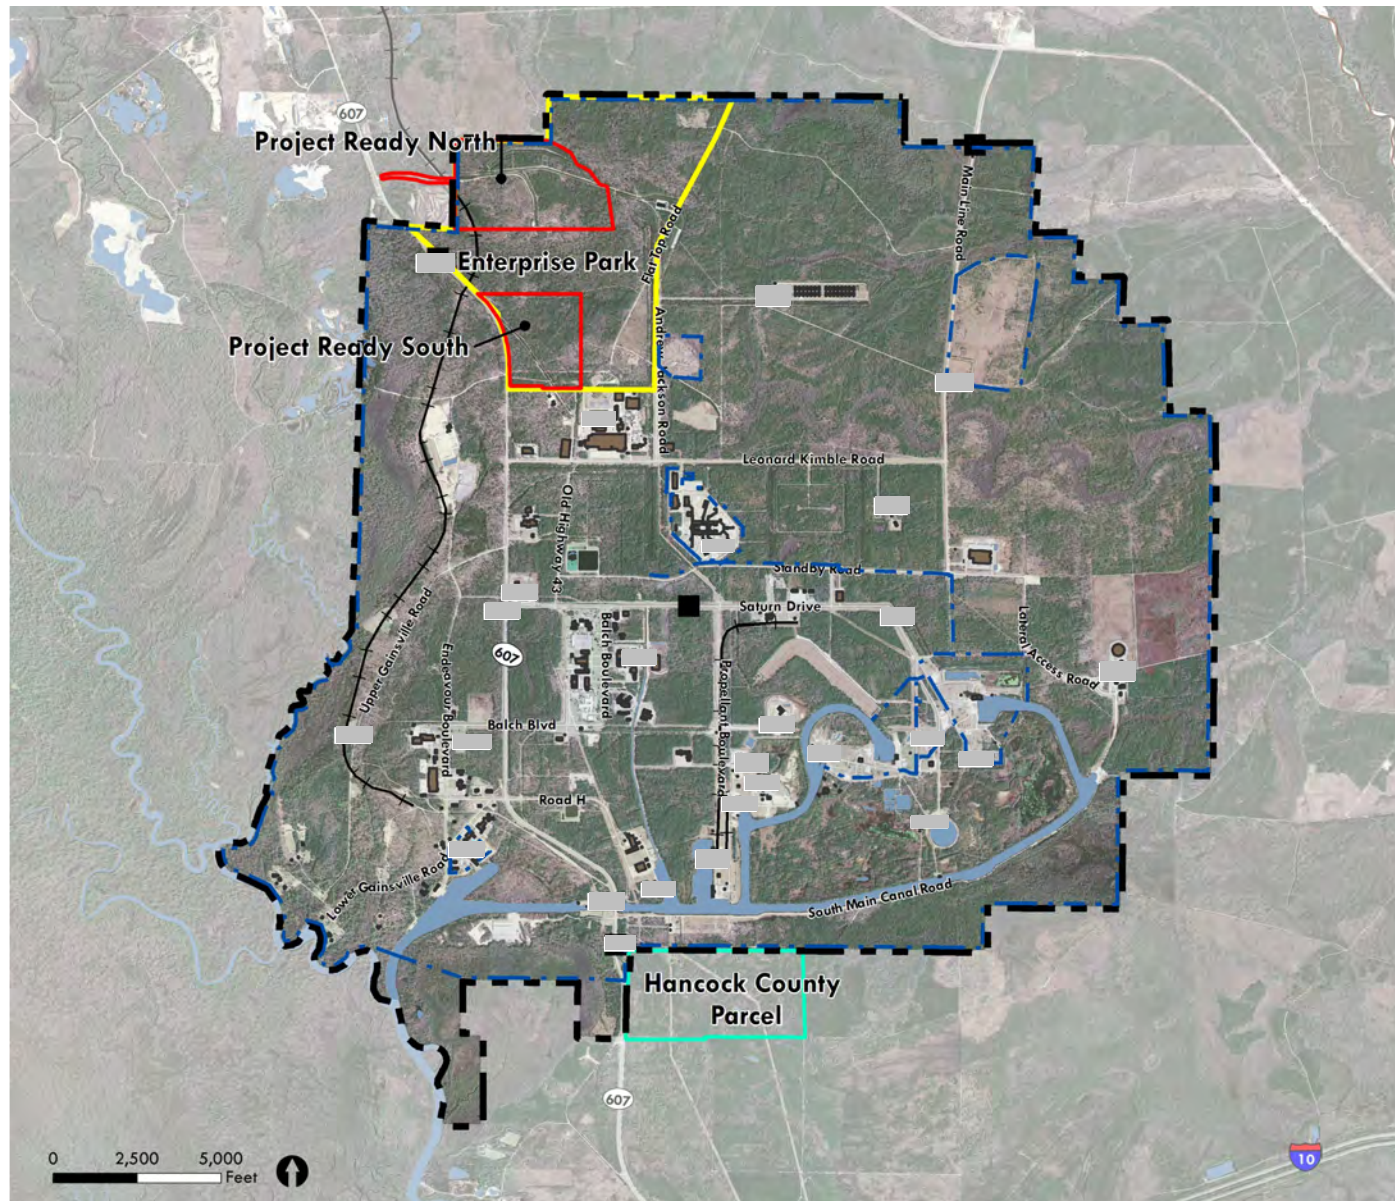 607
Project Ready North
Main Line Road
Flat Top Road
Enterprise Park
Project Ready South
Andrew Jackson Road
Leonard Kimble Road
Old Highway 43
Standby Road
Saturn Drive
Lateral Access Road
Balch Boulevard
607
Upper Gainsville Road
Endeavour Boulevard
Propellant Boulevard
Balch Blvd
Road H
Lower Gainsville Road
South Main Canal Road
Hancock County
Parcel
607
0 2,500 5,000
Feet
10